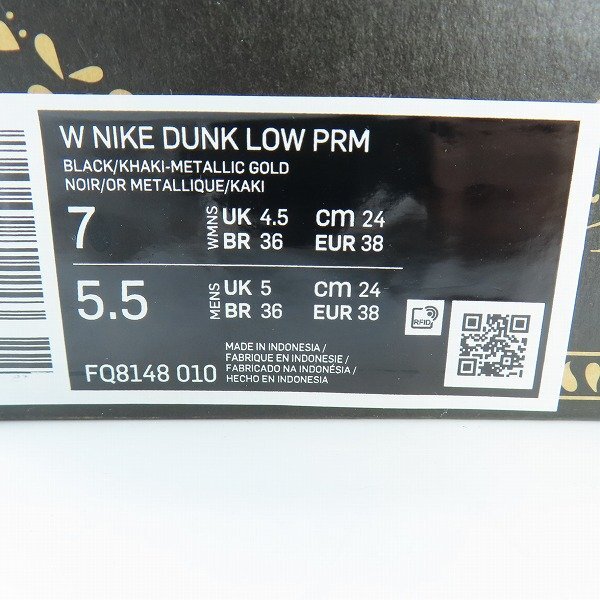 W NIKE DUNK LOW PRM
BLACK/KHAKI-METALLIC GOLD
NOIR/OR METALLIQUE/KAKI
7 WMNS UK 4.5 cm 24
BR 36 EUR 38
5.5 MENS UK 5 cm 24
BR 36 EUR 38
RFID
FQ8148 010
MADE IN INDONESIA /
FABRIQUE EN INDONESIE /
FABRICADO NA INDONÉSIA /
HECHO EN INDONESIA